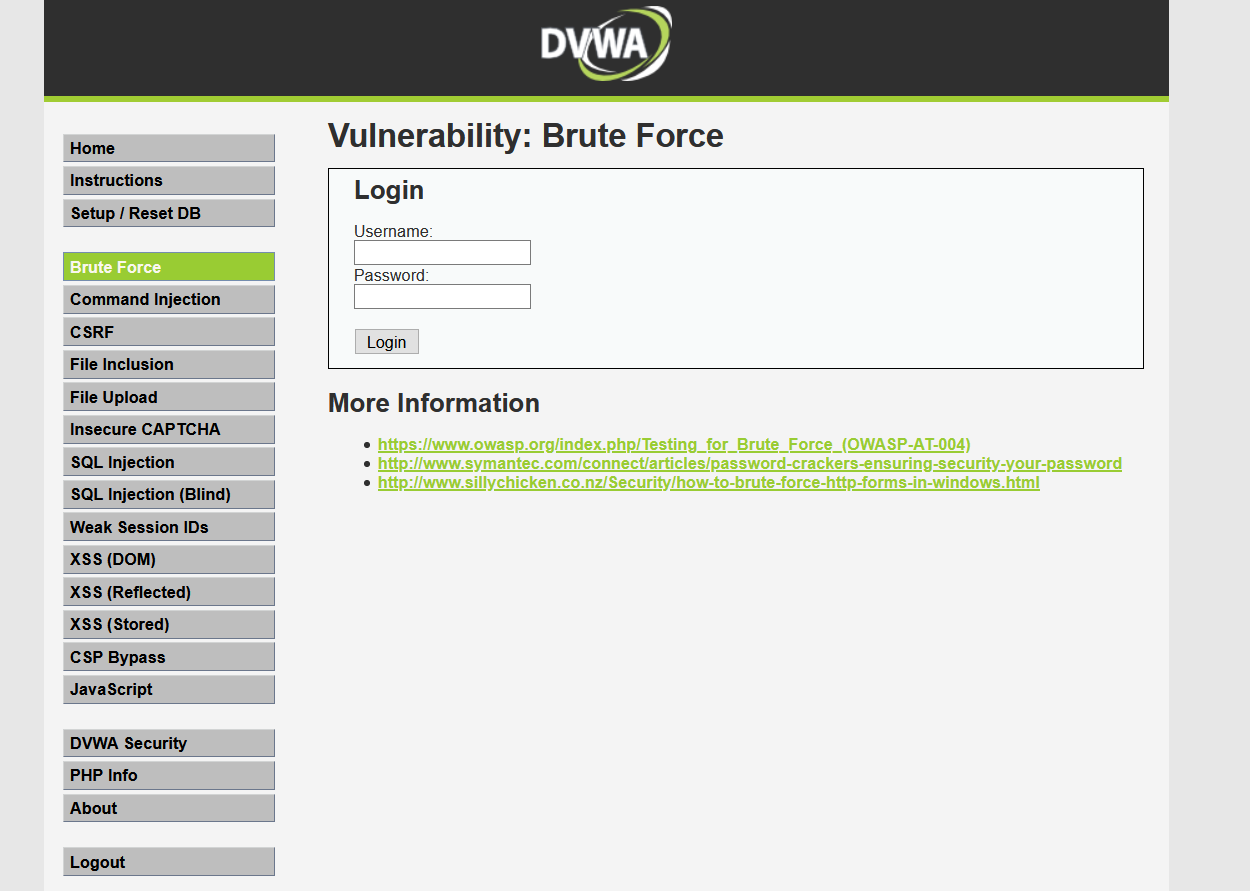 DVWA
Home
Instructions
Setup / Reset DB
Brute Force
Command Injection
CSRF
File Inclusion
File Upload
Insecure CAPTCHA
SQL Injection
SQL Injection (Blind)
Weak Session IDs
XSS (DOM)
XSS (Reflected)
XSS (Stored)
CSP Bypass
JavaScript
DVWA Security
PHP Info
About
Logout
Vulnerability: Brute Force
Login
Username:
Password:
Login
More Information
https://www.owasp.org/index.php/Testing_for_Brute_Force_(OWASP-AT-004)
http://www.symantec.com/connect/articles/password-crackers-ensuring-security-your-password
http://www.sillychicken.co.nz/Security/how-to-brute-force-http-forms-in-windows.html